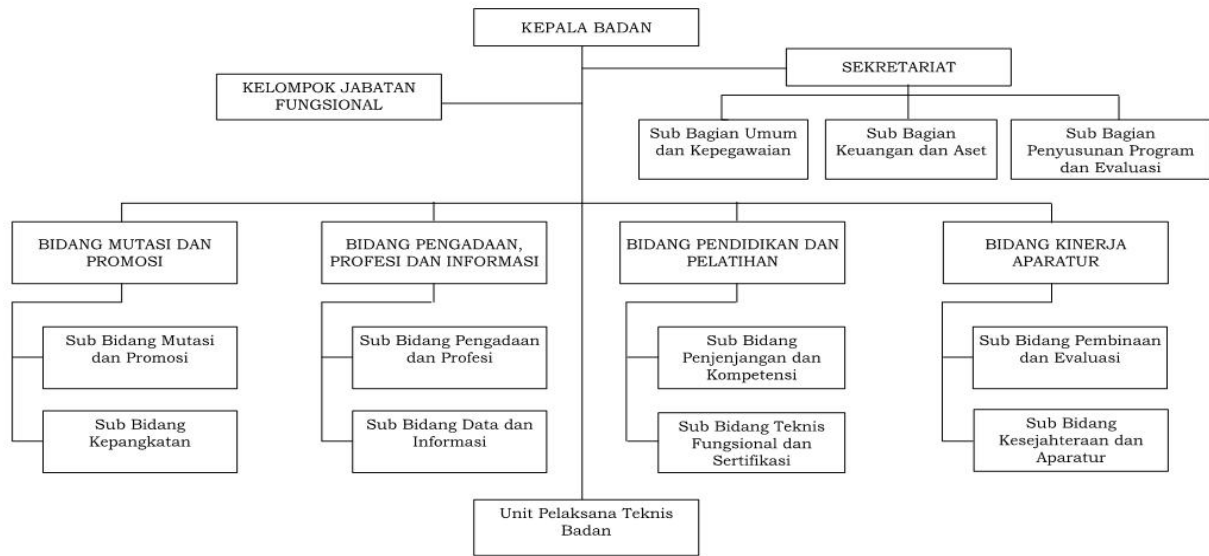 KEPALA BADAN
SEKRETARIAT
KELOMPOK JABATAN
FUNGSIONAL
Sub Bagian Umum
dan Kepegawaian
Sub Bagian
Keuangan dan Aset
Sub Bagian
Penyusunan Program
dan Evaluasi
BIDANG MUTASI DAN
PROMOSI
BIDANG PENGADAAN,
PROFESI DAN INFORMASI
BIDANG PENDIDIKAN DAN
PELATIHAN
BIDANG KINERJA
APARATUR
Sub Bidang Mutasi
dan Promosi
Sub Bidang Pengadaan
dan Profesi
Sub Bidang
Penjenjangan dan
Kompetensi
Sub Bidang Pembinaan
dan Evaluasi
Sub Bidang
Kepangkatan
Sub Bidang Data dan
Informasi
Sub Bidang Teknis
Fungsional dan
Sertifikasi
Sub Bidang
Kesejahteraan dan
Aparatur
Unit Pelaksana Teknis
Badan